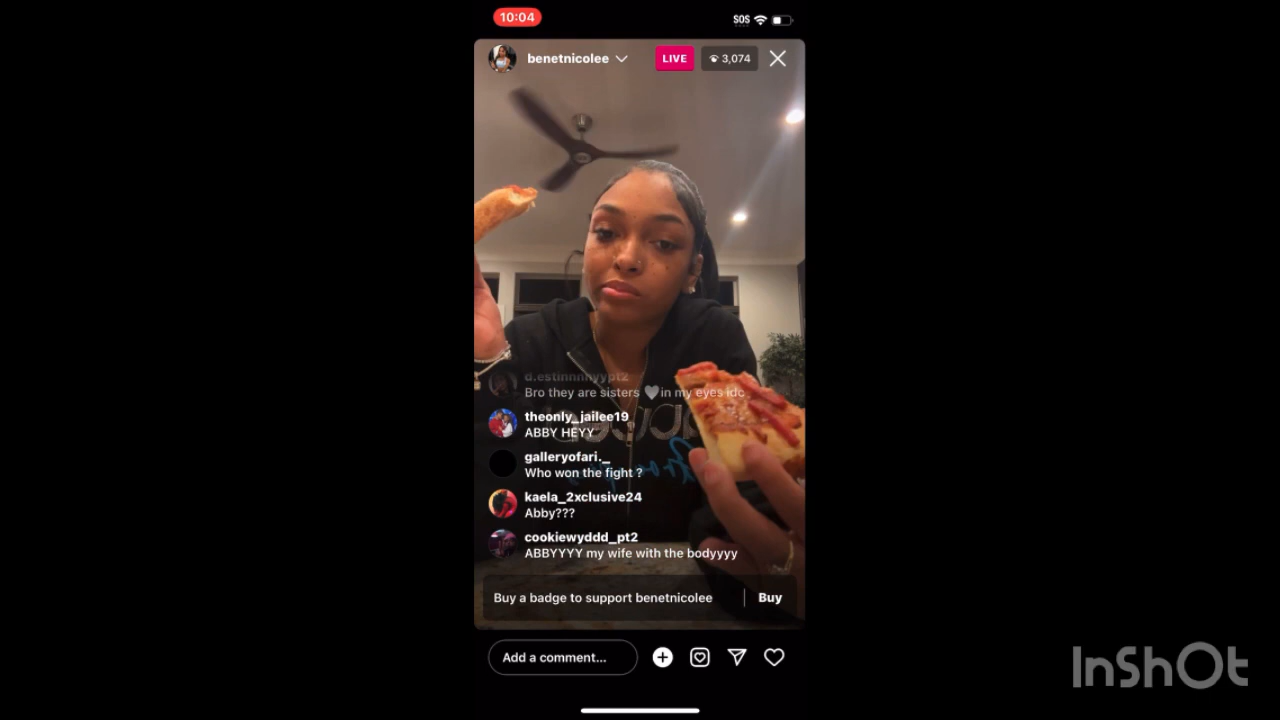 10:04
SOS
benetnicolee
LIVE
3,074
d.estinnnhyypt2
Bro they are sisters 🩶in my eyes idc
theonly_jailee19
ABBY HEYY
galleryofari._
Who won the fight ?
kaela_2xclusive24
Abby???
cookiewyddd_pt2
ABBYYYY my wife with the bodyyyy
Buy a badge to support benetnicolee
Buy
Add a comment...
InShOt